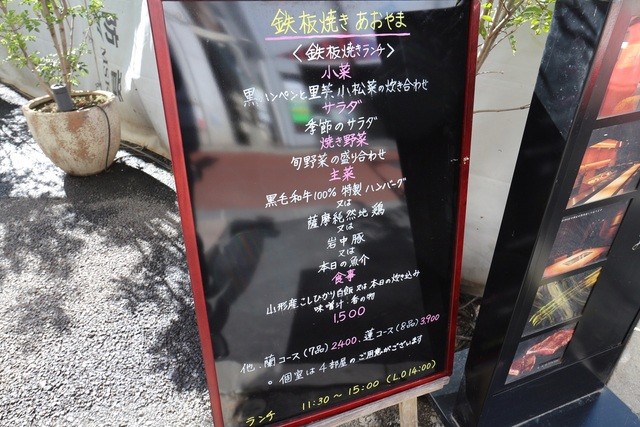 鉄板焼き あおやま
〈鉄板焼きランチ〉
小菜
黒ハンペンと里芋、小松菜の炊き合わせ
サラダ
季節のサラダ
焼き野菜
旬野菜の盛り合わせ
主菜
黒毛和牛100% 特製ハンバーグ
又は
薩摩純然地鶏
又は
岩中豚
又は
本日の魚介
食事
山形産こしひかり白飯 又は 本日の炊き込み
味噌汁・香の物
1,500
他、蘭コース(7品)2400、蓮コース(8品)3,900
○ 個室は4部屋のご用意がございます
ランチ 11:30〜15:00(LO14:00)